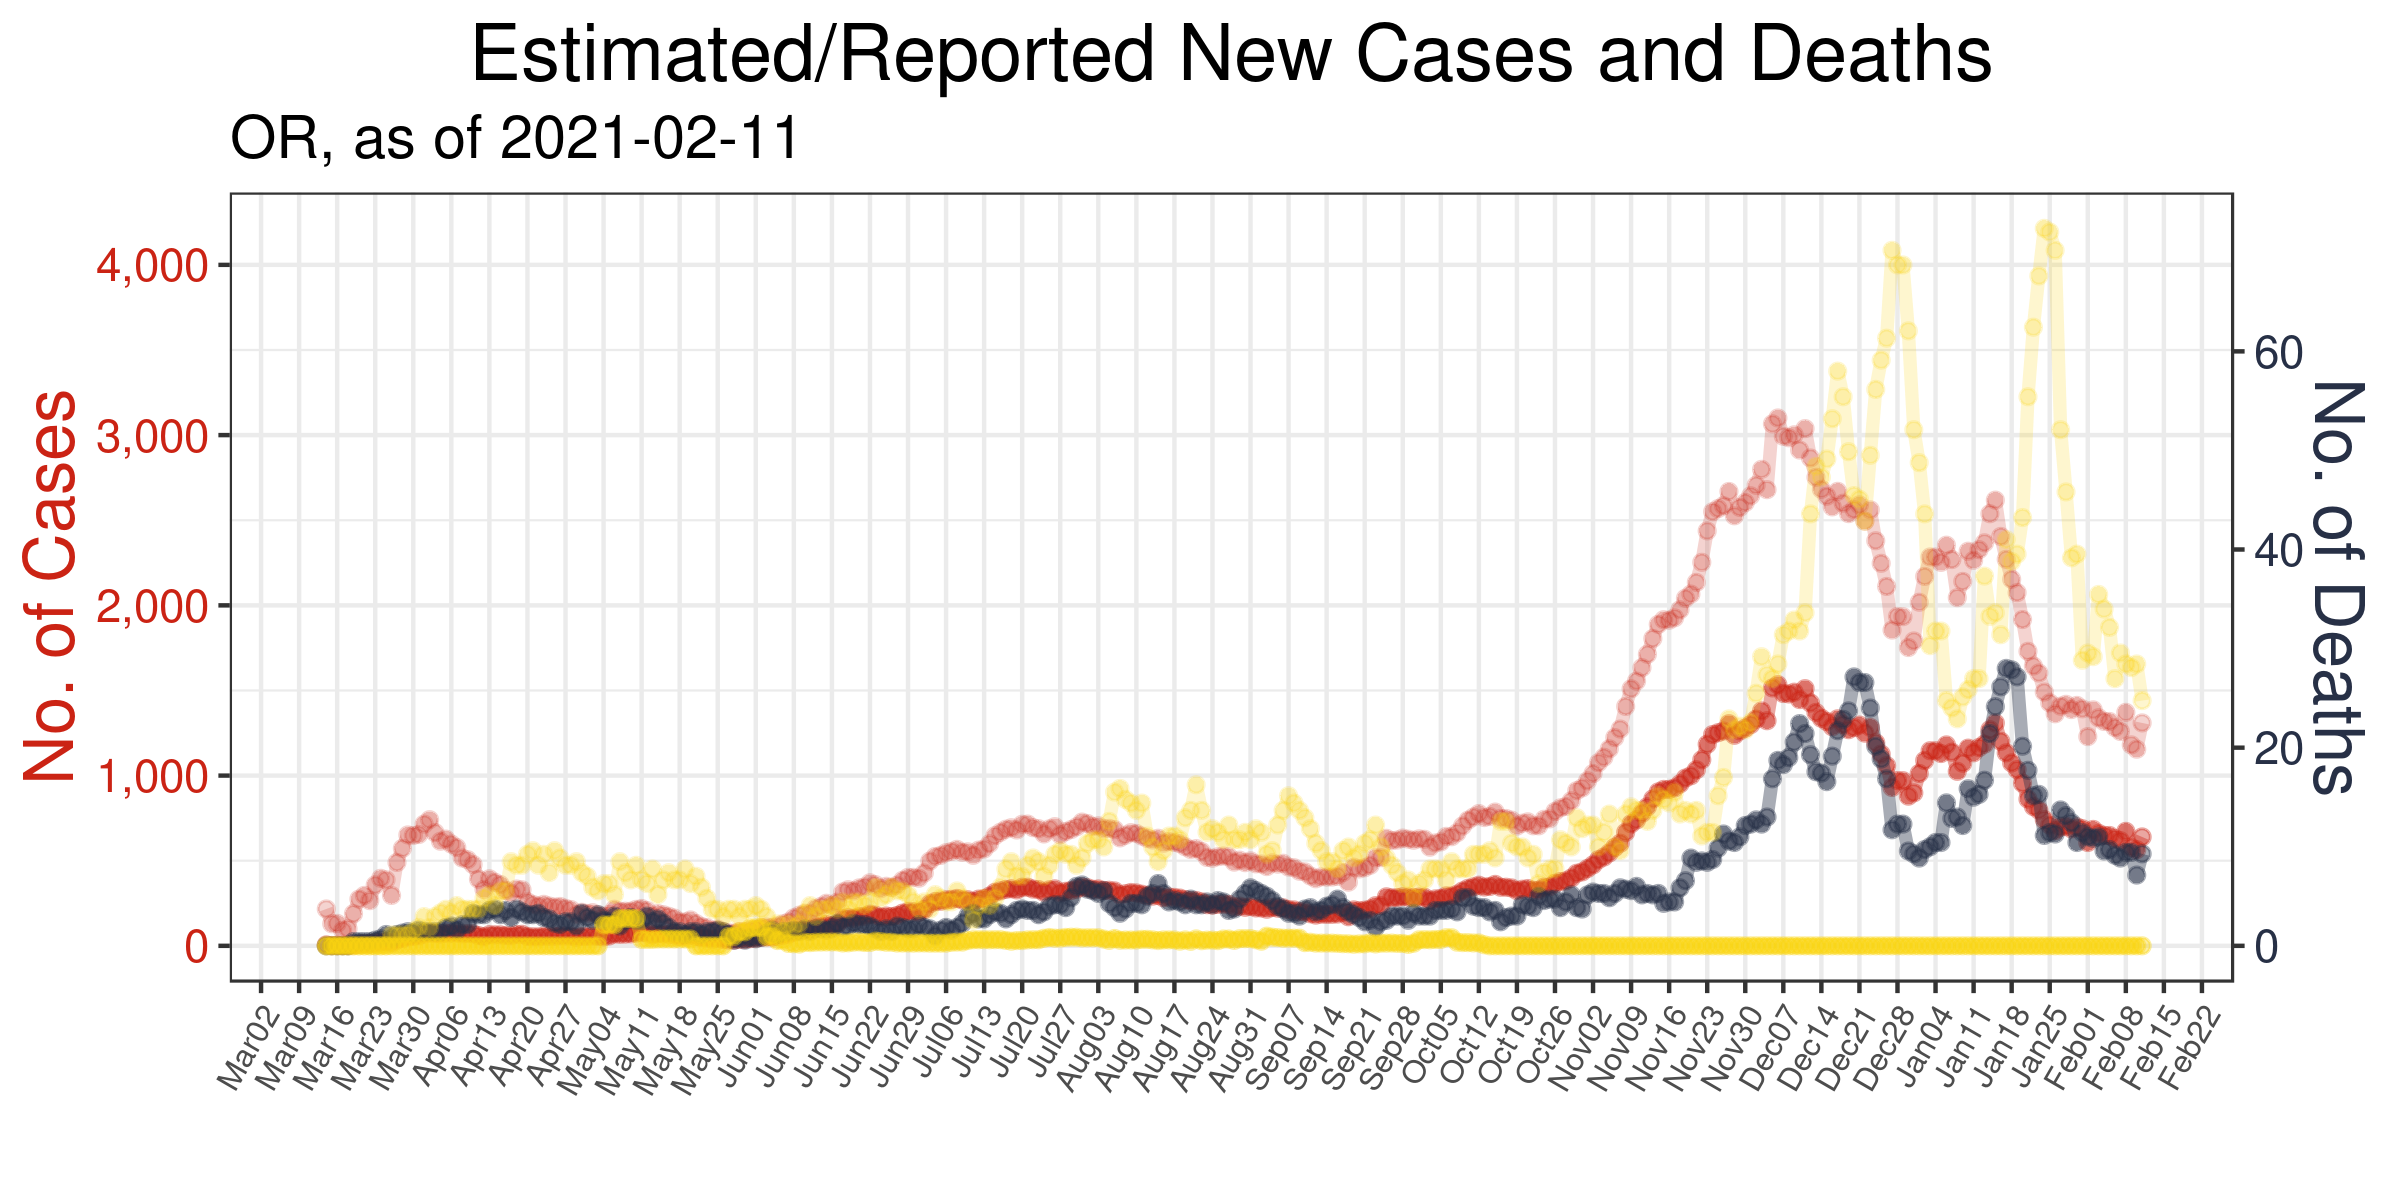 Estimated/Reported New Cases and Deaths
OR, as of 2021-02-11
No. of Cases
4,000
3,000
2,000
1,000
0
60
40
20
0
No. of Deaths
Mar02
Mar09
Mar16
Mar23
Mar30
Apr06
Apr13
Apr20
Apr27
May04
May11
May18
May25
Jun01
Jun08
Jun15
Jun22
Jun29
Jul06
Jul13
Jul20
Jul27
Aug03
Aug10
Aug17
Aug24
Aug31
Sep07
Sep14
Sep21
Sep28
Oct05
Oct12
Oct19
Oct26
Nov02
Nov09
Nov16
Nov23
Nov30
Dec07
Dec14
Dec21
Dec28
Jan04
Jan11
Jan18
Jan25
Feb01
Feb08
Feb15
Feb22